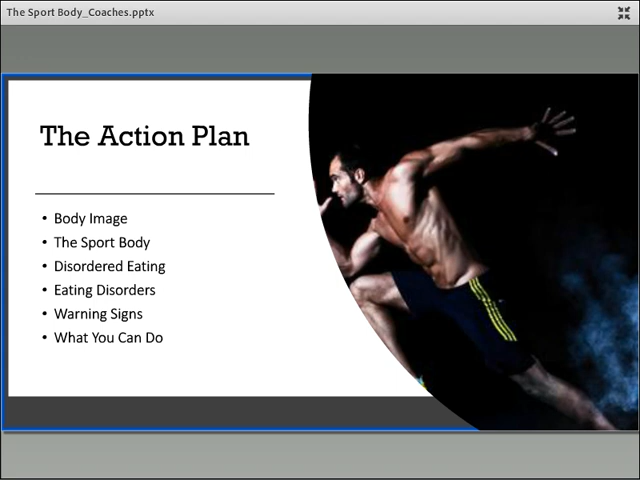 The Sport Body_Coaches.pptx
The Action Plan
• Body Image
• The Sport Body
• Disordered Eating
• Eating Disorders
• Warning Signs
• What You Can Do